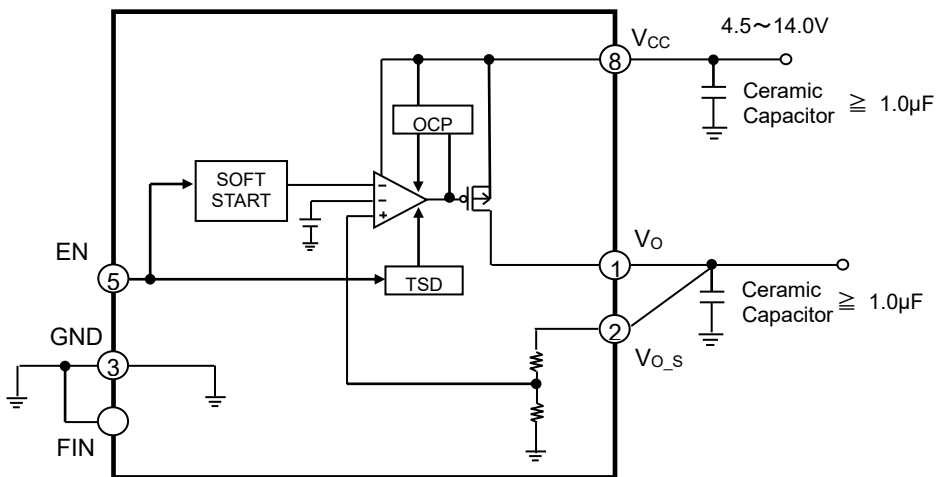 4.5～14.0V
VCC
8
Ceramic
Capacitor ≧ 1.0µF
OCP
SOFT
START
−
−
+
EN
5
TSD
VO
1
Ceramic
Capacitor ≧ 1.0µF
2
VO_S
GND
3
FIN